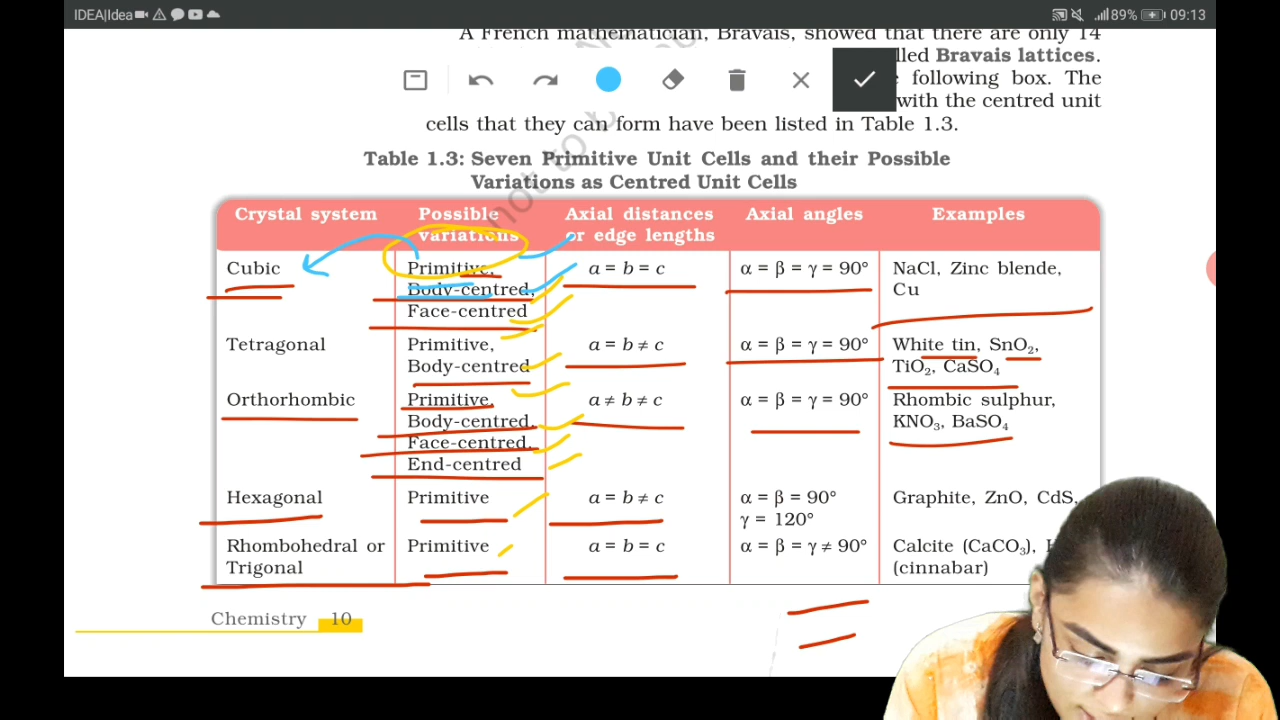 IDEA|Idea
89% 09:13
A French mathematician, Bravais, showed that there are only 14
lled Bravais lattices.
following box. The
with the centred unit
cells that they can form have been listed in Table 1.3.
not to b
Table 1.3: Seven Primitive Unit Cells and their Possible
Variations as Centred Unit Cells
Crystal system Possible variations Axial distances or edge lengths Axial angles Examples
Cubic Primitive, a = b = c α = β = γ = 90° NaCl, Zinc blende,
Body-centred, Cu
Face-centred
Tetragonal Primitive, a = b ≠ c α = β = γ = 90° White tin, SnO₂,
Body-centred TiO₂, CaSO₄
Orthorhombic Primitive, a ≠ b ≠ c α = β = γ = 90° Rhombic sulphur,
Body-centred, KNO₃, BaSO₄
Face-centred,
End-centred
Hexagonal Primitive a = b ≠ c α = β = 90° Graphite, ZnO, CdS,
γ = 120°
Rhombohedral or Primitive a = b = c α = β = γ ≠ 90° Calcite (CaCO₃),
Trigonal (cinnabar)
Chemistry 10